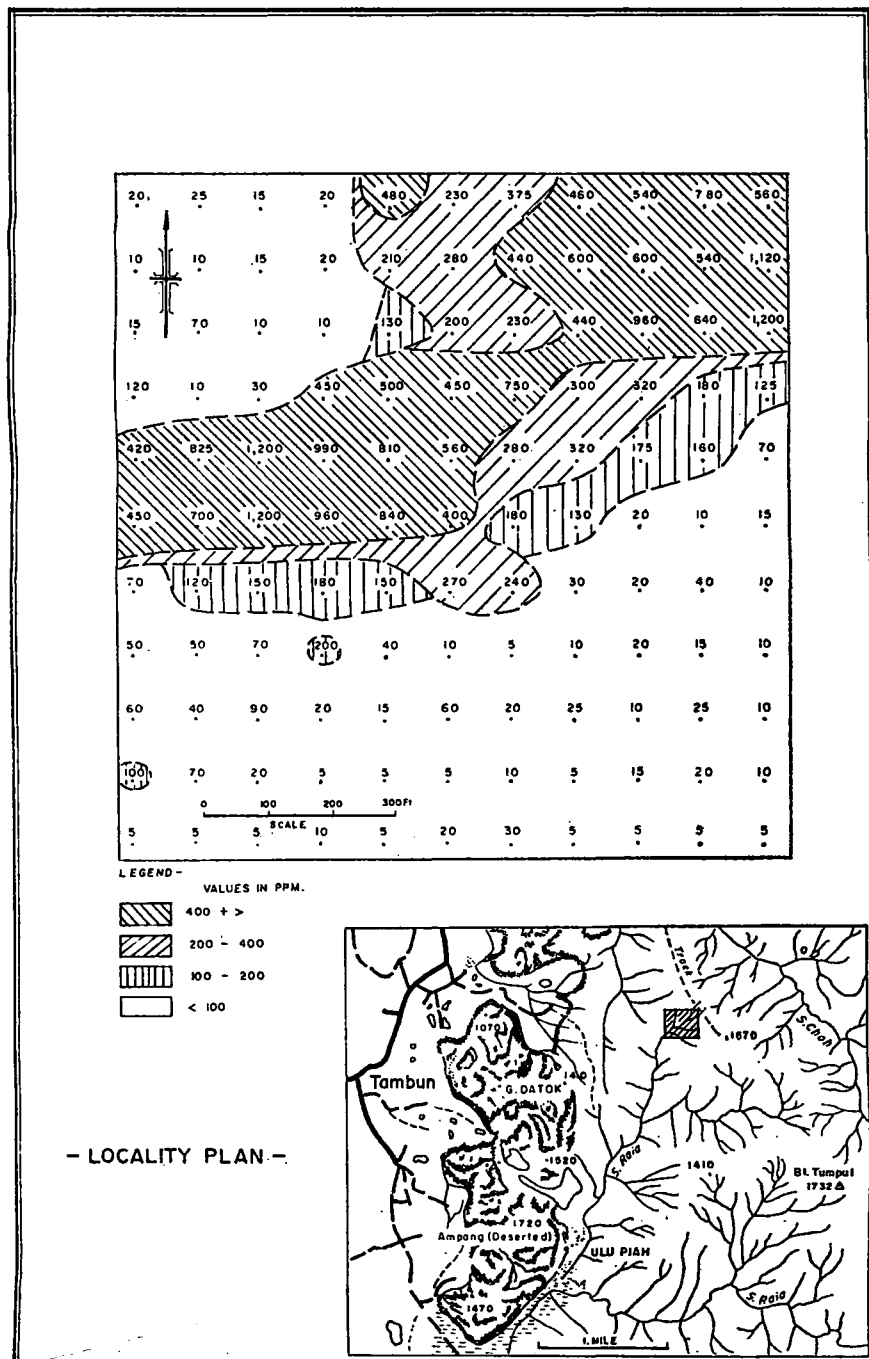 20 25 15 20 480 230 375 460 540 780 560
10 10 15 20 210 280 440 600 600 540 1,120
15 70 10 10 130 200 230 440 960 640 1,200
120 10 30 450 500 450 750 300 320 180 125
420 825 1,200 990 810 560 280 320 175 160 70
450 700 1,200 960 840 400 180 130 20 10 15
70 120 150 180 150 270 240 30 20 40 10
50 50 70 200 40 10 5 10 20 15 10
60 40 90 20 15 60 20 25 10 25 10
100 70 20 5 5 5 10 5 15 20 10
0 100 200 300Ft
SCALE
5 5 5 10 5 20 30 5 5 5 5
LEGEND-
VALUES IN PPM.
400 + >
200 - 400
100 - 200
< 100
- LOCALITY PLAN -
Track
S. Choh
1070
1670
Tambun
140
G. DATOK
1520
S. Raia
1410
Bt. Tumpal
1732
1720
Ampang (Deserted)
ULU PIAH
S. Raia
1470
1. MILE